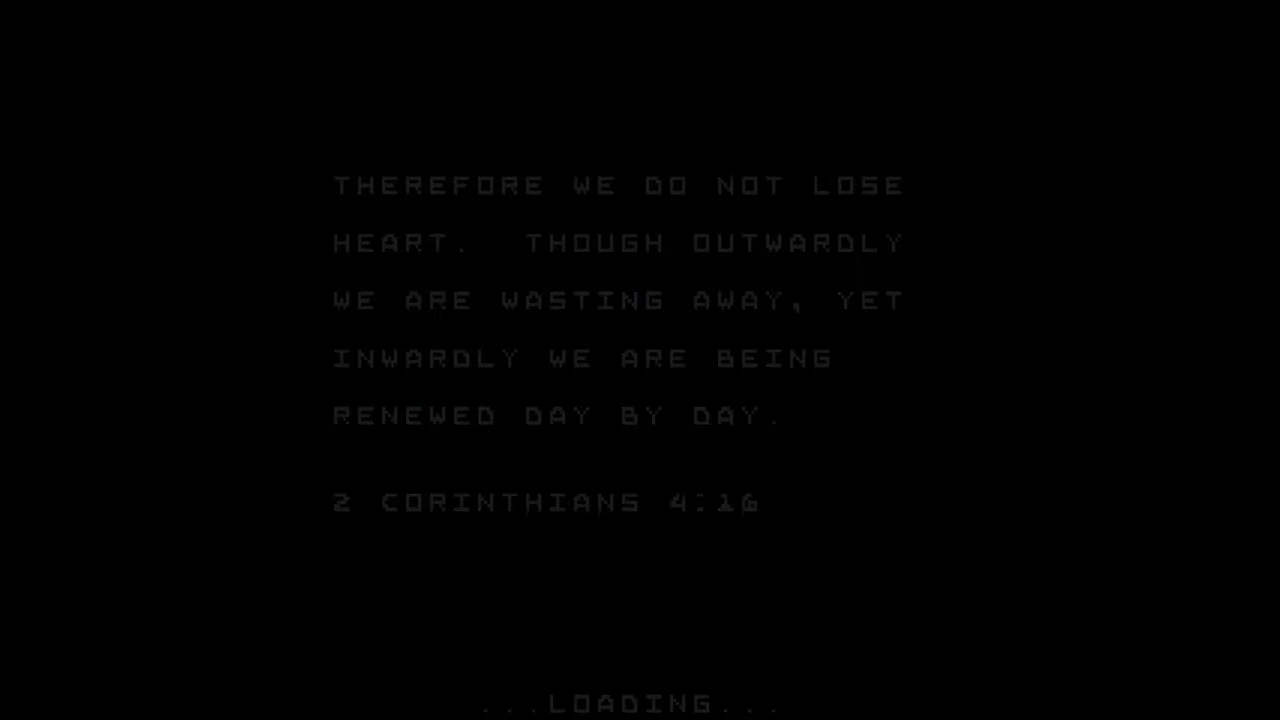 THEREFORE WE DO NOT LOSE
HEART.  THOUGH OUTWARDLY
WE ARE WASTING AWAY, YET
INWARDLY WE ARE BEING
RENEWED DAY BY DAY.
2 CORINTHIANS 4:16
...LOADING...